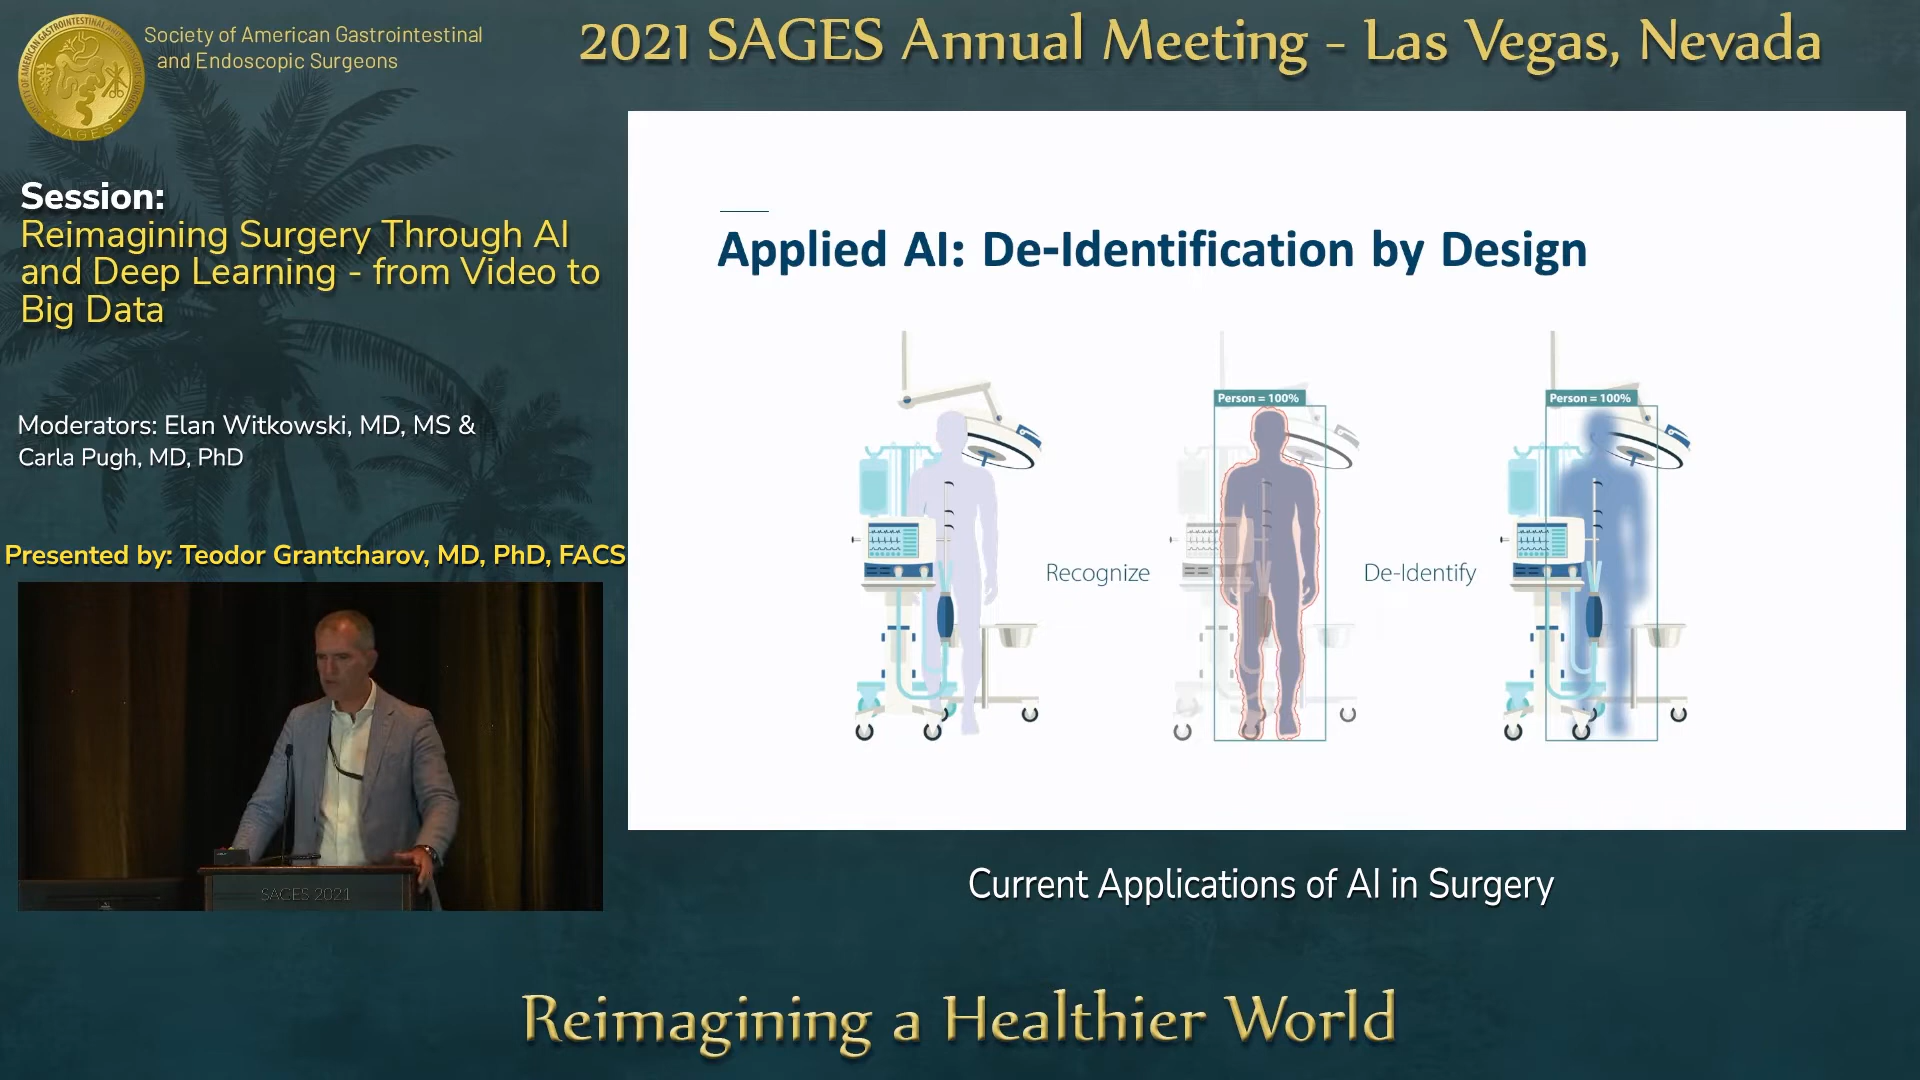 Society of American Gastrointestinal
and Endoscopic Surgeons
2021 SAGES Annual Meeting - Las Vegas, Nevada
SAGES
Session:
Reimagining Surgery Through AI
and Deep Learning - from Video to
Big Data
Moderators: Elan Witkowski, MD, MS &
Carla Pugh, MD, PhD
Presented by: Teodor Grantcharov, MD, PhD, FACS
SAGES 2021
Applied AI: De-Identification by Design
Person = 100%
Person = 100%
Recognize
De-Identify
Current Applications of AI in Surgery
Reimagining a Healthier World